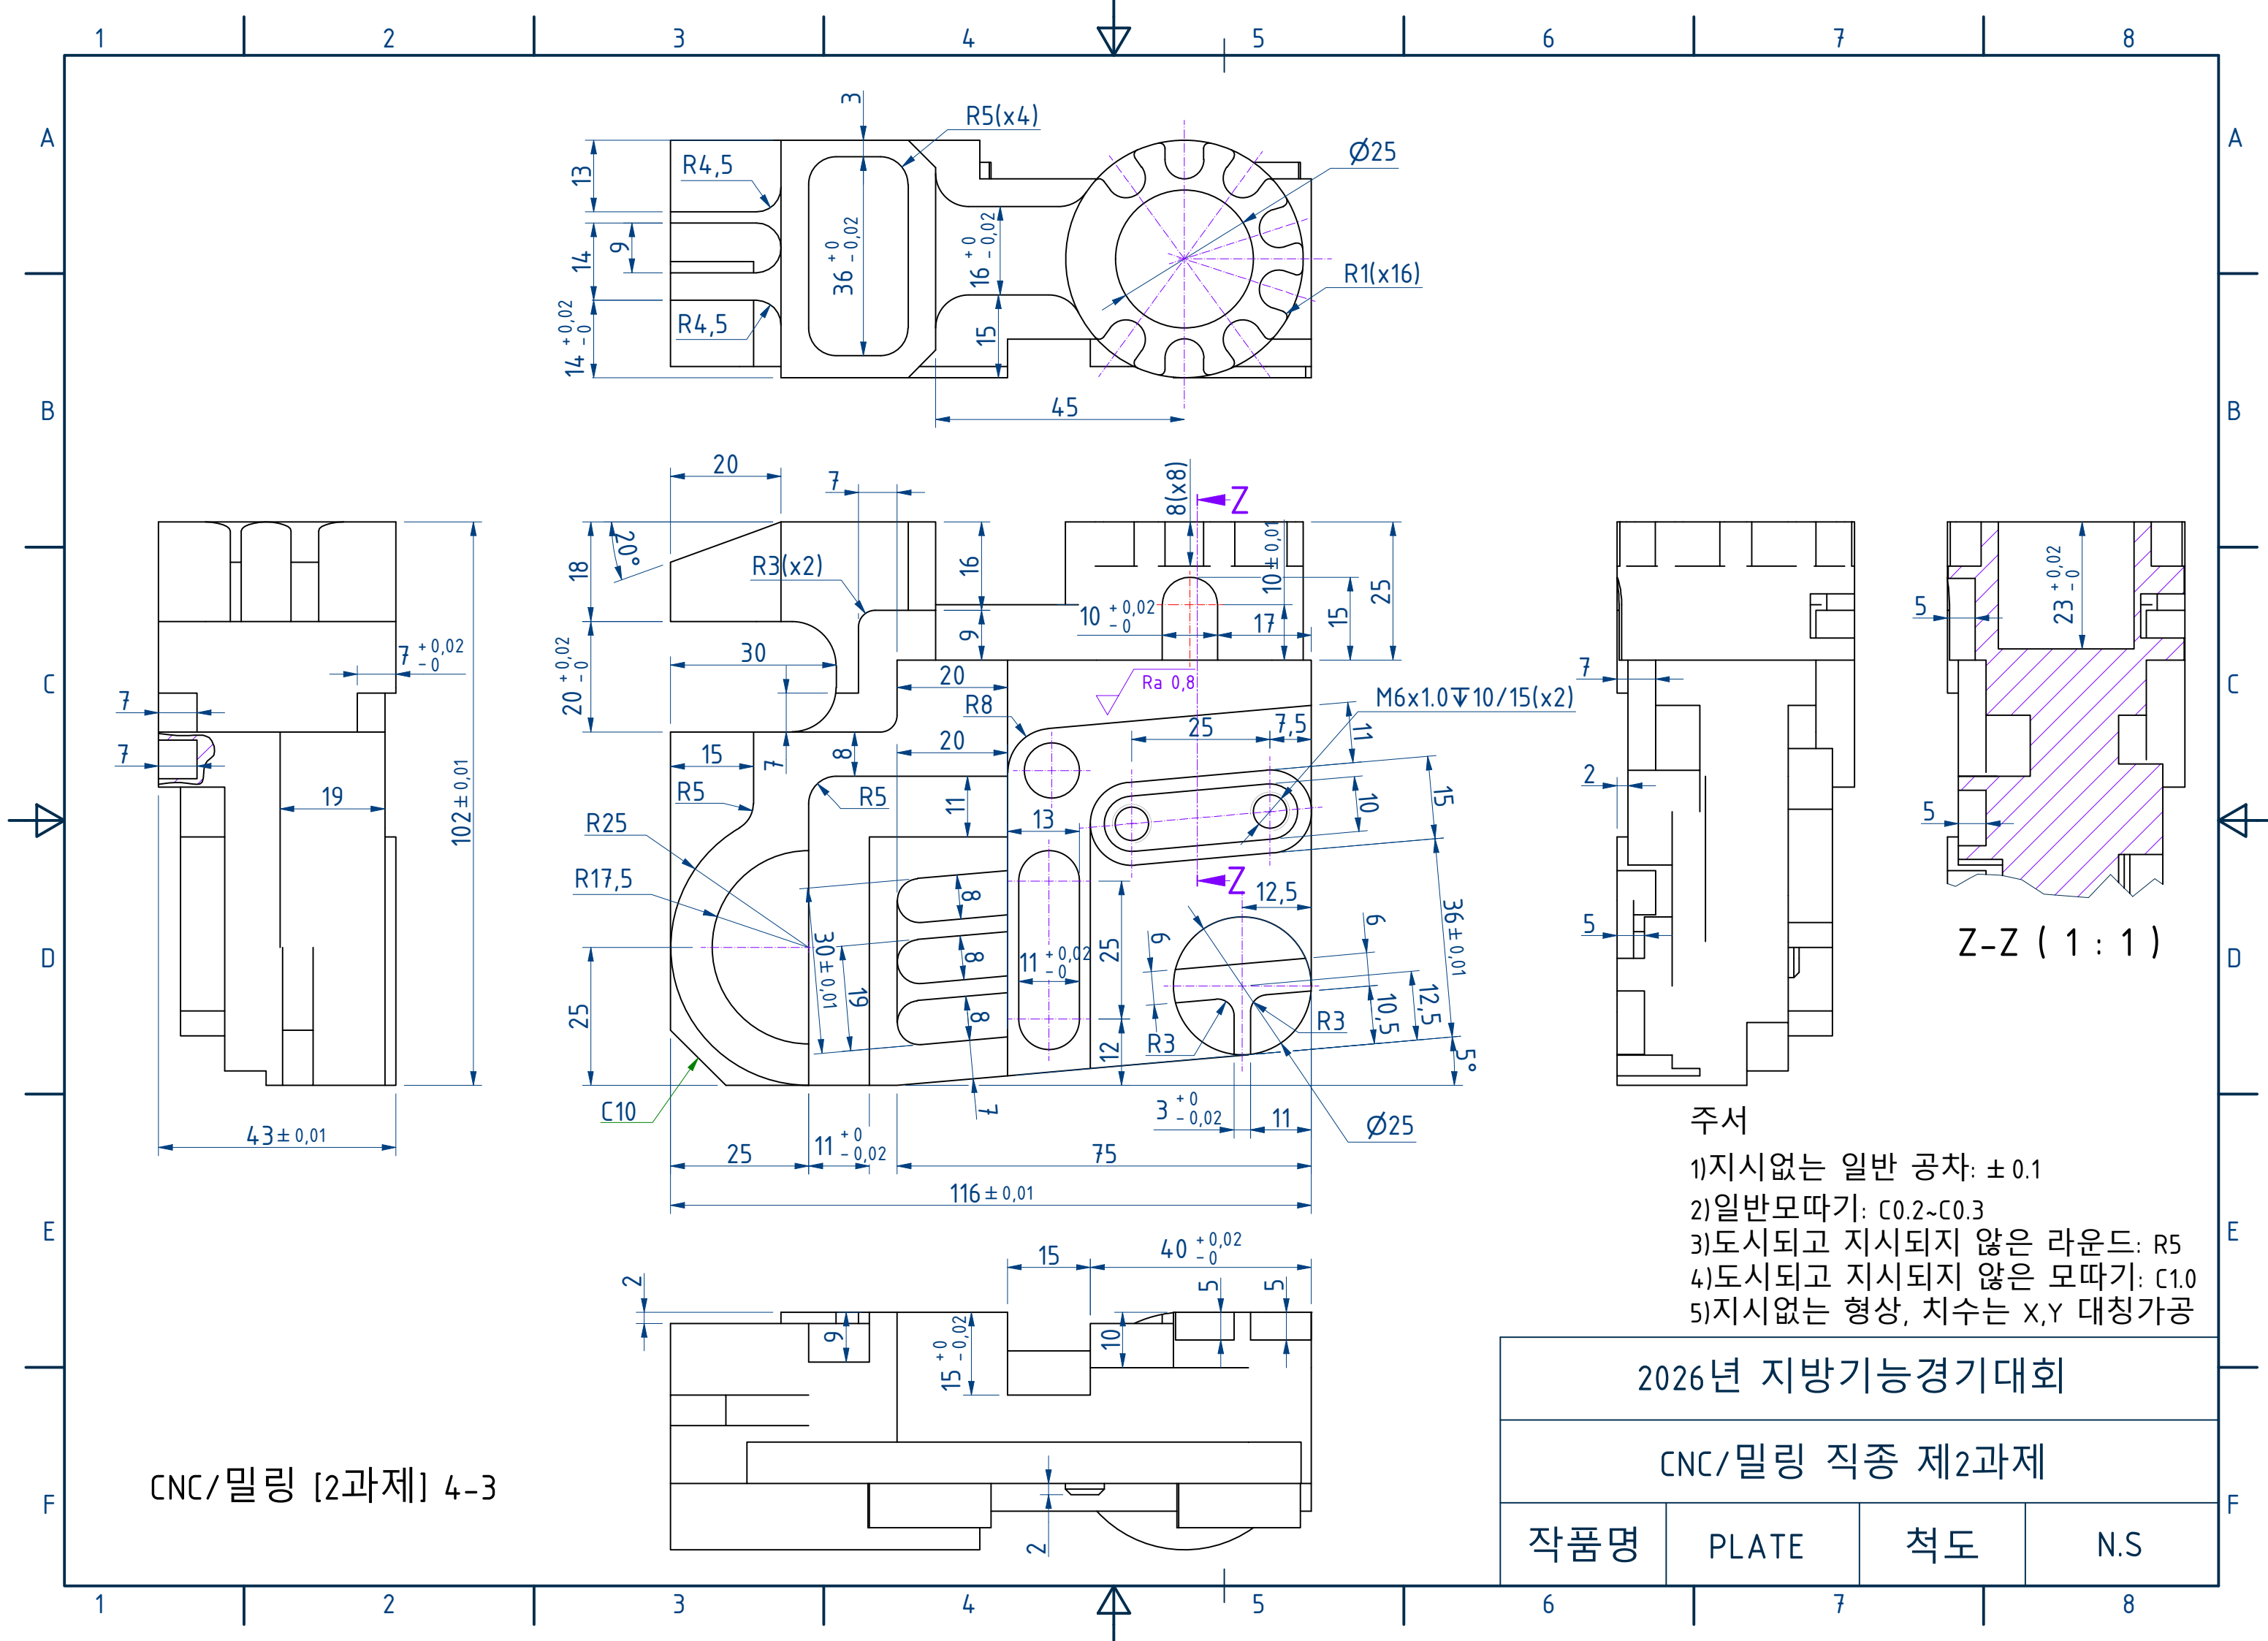 1 2 3 4 5 6 7 8
A A
B B
C C
D D
E E
F F
3
R5(x4)
Ø25
R4,5
13
9
14
36 +0 -0,02
16 +0 -0,02
R1(x16)
14 +0,02 -0
R4,5
15
45
20
7
8(x8)
Z
18
20°
R3(x2)
16
10±0,01
25
15
10 +0,02 -0
17
9
20 +0,02 -0
30
7 +0,02 -0
7
7
19
102±0,01
43±0,01
20
R8
Ra 0,8
M6x1.0↧10/15(x2)
25
7,5
11
15
7
8
20
R5
R5
11
13
10
15
R25
R17,5
Z
12,5
8
8
8
30±0,01
19
11 +0,02 -0
25
9
6
36±0,01
12,5
10,5
R3
R3
12
5°
25
C10
7
3 +0 -0,02
11
Ø25
25
11 +0 -0,02
75
116±0,01
7
2
5
5
23 +0,02 -0
5
Z-Z ( 1 : 1 )
주서
1)지시없는 일반 공차: ±0.1
2)일반모따기: C0.2~C0.3
3)도시되고 지시되지 않은 라운드: R5
4)도시되고 지시되지 않은 모따기: C1.0
5)지시없는 형상, 치수는 X,Y 대칭가공
2
15
40 +0,02 -0
9
15 +0 -0,02
10
5
5
2
CNC/밀링 [2과제] 4-3
2026년 지방기능경기대회
CNC/밀링 직종 제2과제
작품명 PLATE 척도 N.S
1 2 3 4 5 6 7 8